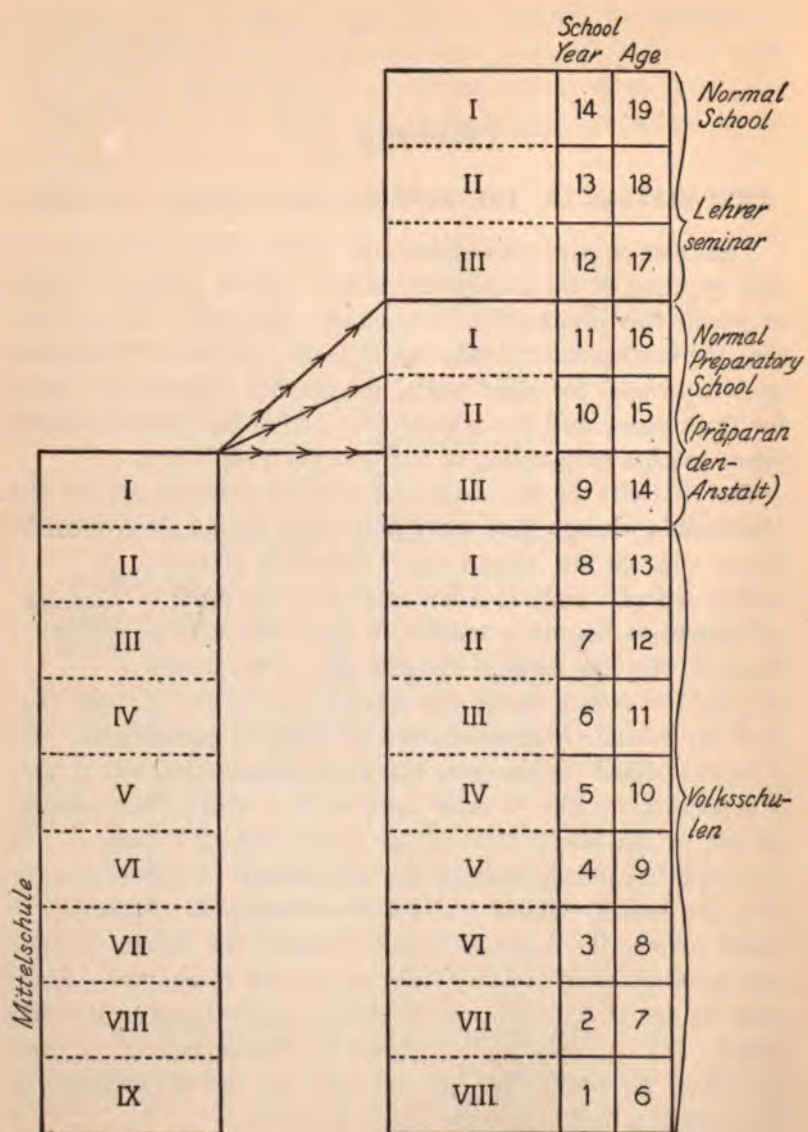 School
Year Age
I 14 19
II 13 18
III 12 17
Normal
School
Lehrer
seminar
I 11 16
II 10 15
III 9 14
Normal
Preparatory
School
(Präparan
den-
Anstalt)
I 8 13
II 7 12
III 6 11
IV 5 10
V 4 9
VI 3 8
VII 2 7
VIII 1 6
Volksschu-
len
Mittelschule
I
II
III
IV
V
VI
VII
VIII
IX